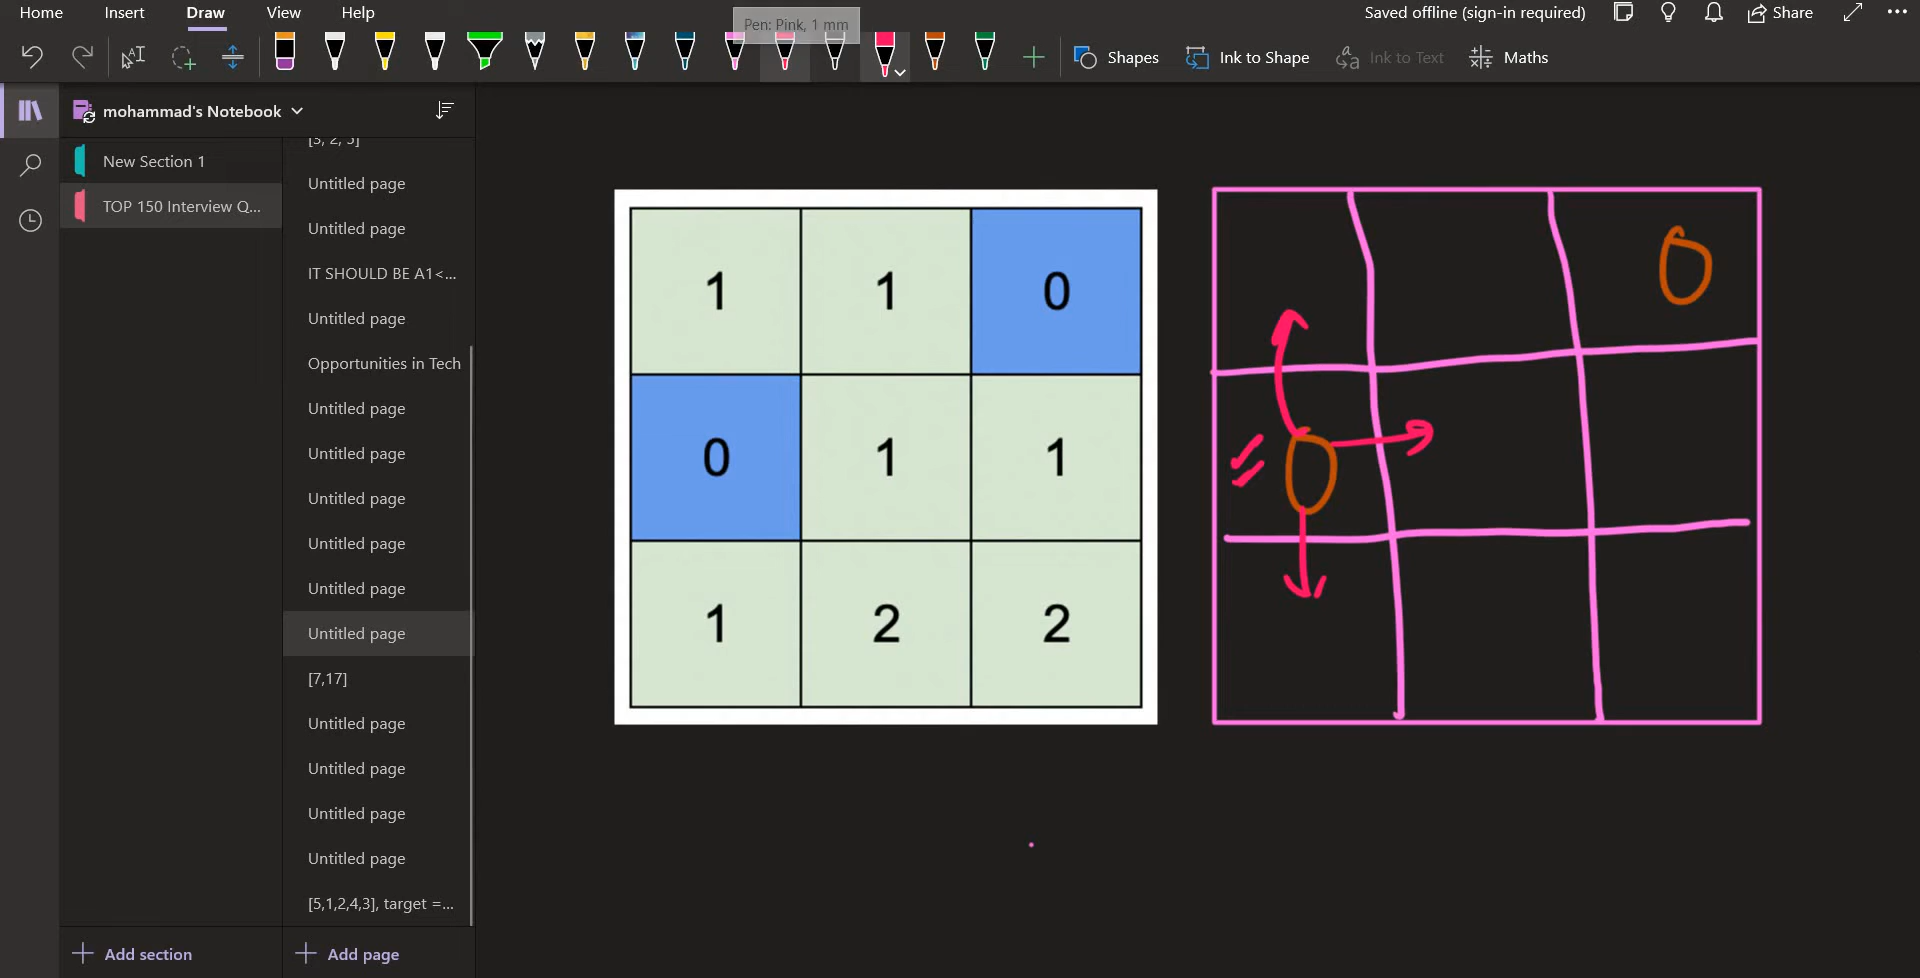 Home Insert Draw View Help Saved offline (sign-in required) Share
Pen: Pink, 1 mm
Shapes Ink to Shape Ink to Text Maths
mohammad's Notebook
New Section 1
TOP 150 Interview Q...
[3, 2, 5]
Untitled page
Untitled page
IT SHOULD BE A1<...
Untitled page
Opportunities in Tech
Untitled page
Untitled page
Untitled page
Untitled page
Untitled page
Untitled page
[7,17]
Untitled page
Untitled page
Untitled page
Untitled page
[5,1,2,4,3], target =...
Add section
Add page
1 1 0
0 1 1
1 2 2
0
0